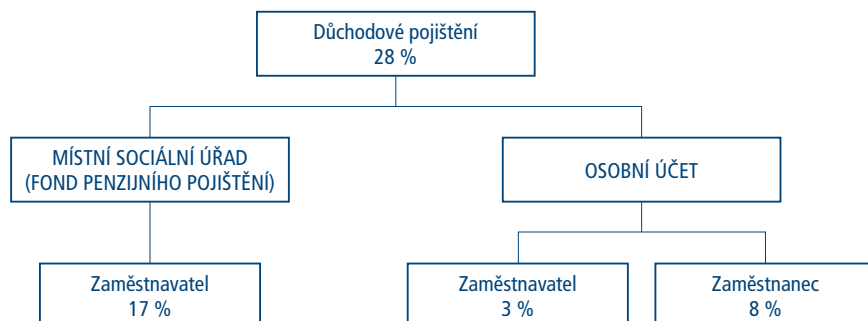 Důchodové pojištění
28 %
MÍSTNÍ SOCIÁLNÍ ÚŘAD
(FOND PENZIJNÍHO POJIŠTĚNÍ)
OSOBNÍ ÚČET
Zaměstnavatel
17 %
Zaměstnavatel
3 %
Zaměstnanec
8 %